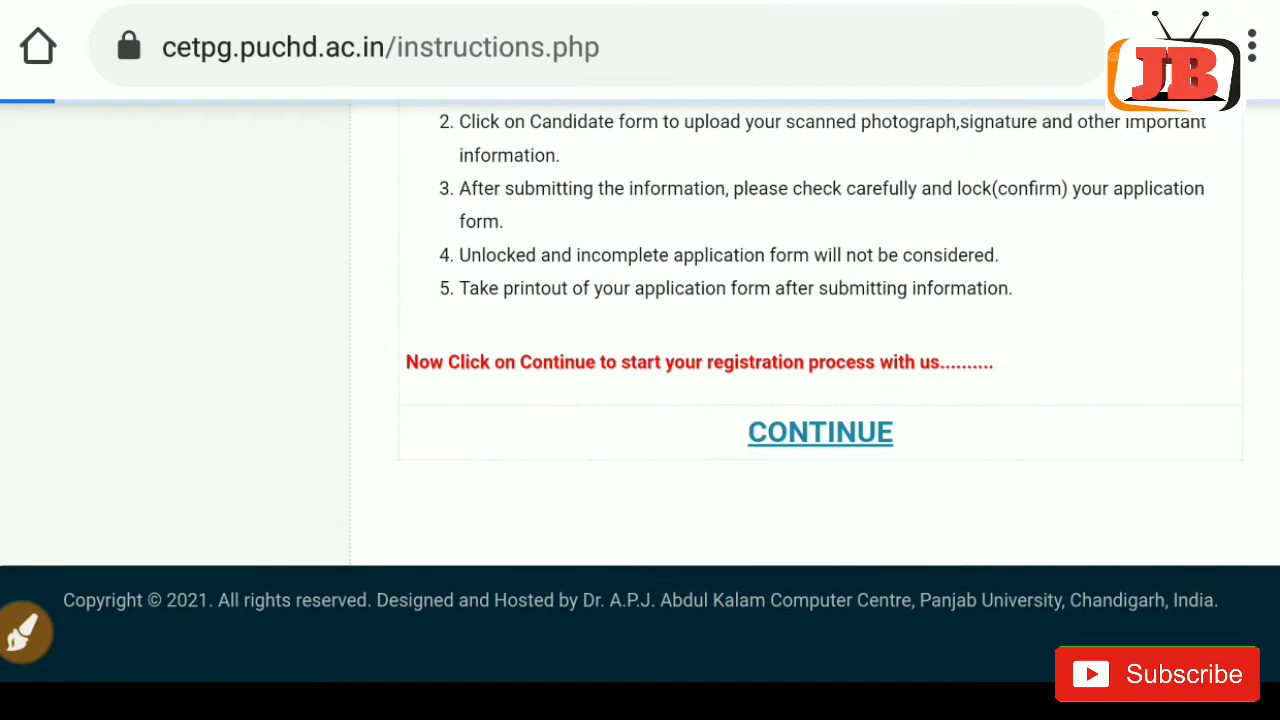 cetpg.puchd.ac.in/instructions.php
JB
2. Click on Candidate form to upload your scanned photograph,signature and other important
information.
3. After submitting the information, please check carefully and lock(confirm) your application
form.
4. Unlocked and incomplete application form will not be considered.
5. Take printout of your application form after submitting information.
Now Click on Continue to start your registration process with us..........
CONTINUE
Copyright © 2021. All rights reserved. Designed and Hosted by Dr. A.P.J. Abdul Kalam Computer Centre, Panjab University, Chandigarh, India.
Subscribe